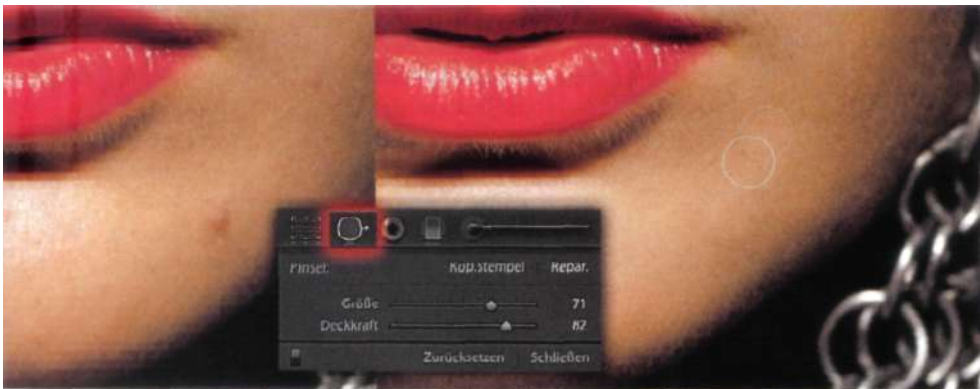 Pinsel: Kop.stempel Repar.
Größe 71
Deckkraft 82
Zurücksetzen Schließen